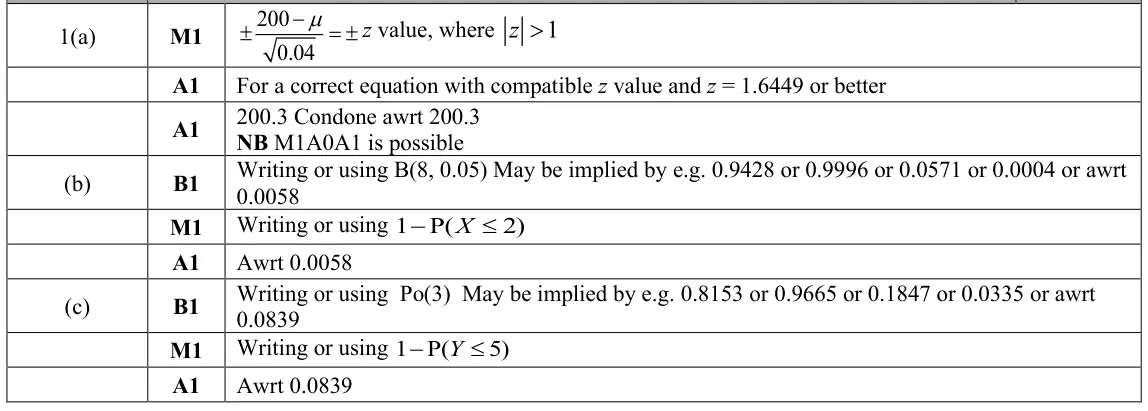 1(a) M1 ± (200 − μ)/√0.04 = ± z value, where |z| > 1
A1 For a correct equation with compatible z value and z = 1.6449 or better
A1 200.3 Condone awrt 200.3
NB M1A0A1 is possible
(b) B1 Writing or using B(8, 0.05) May be implied by e.g. 0.9428 or 0.9996 or 0.0571 or 0.0004 or awrt
0.0058
M1 Writing or using 1 − P(X ≤ 2)
A1 Awrt 0.0058
(c) B1 Writing or using Po(3) May be implied by e.g. 0.8153 or 0.9665 or 0.1847 or 0.0335 or awrt
0.0839
M1 Writing or using 1 − P(Y ≤ 5)
A1 Awrt 0.0839